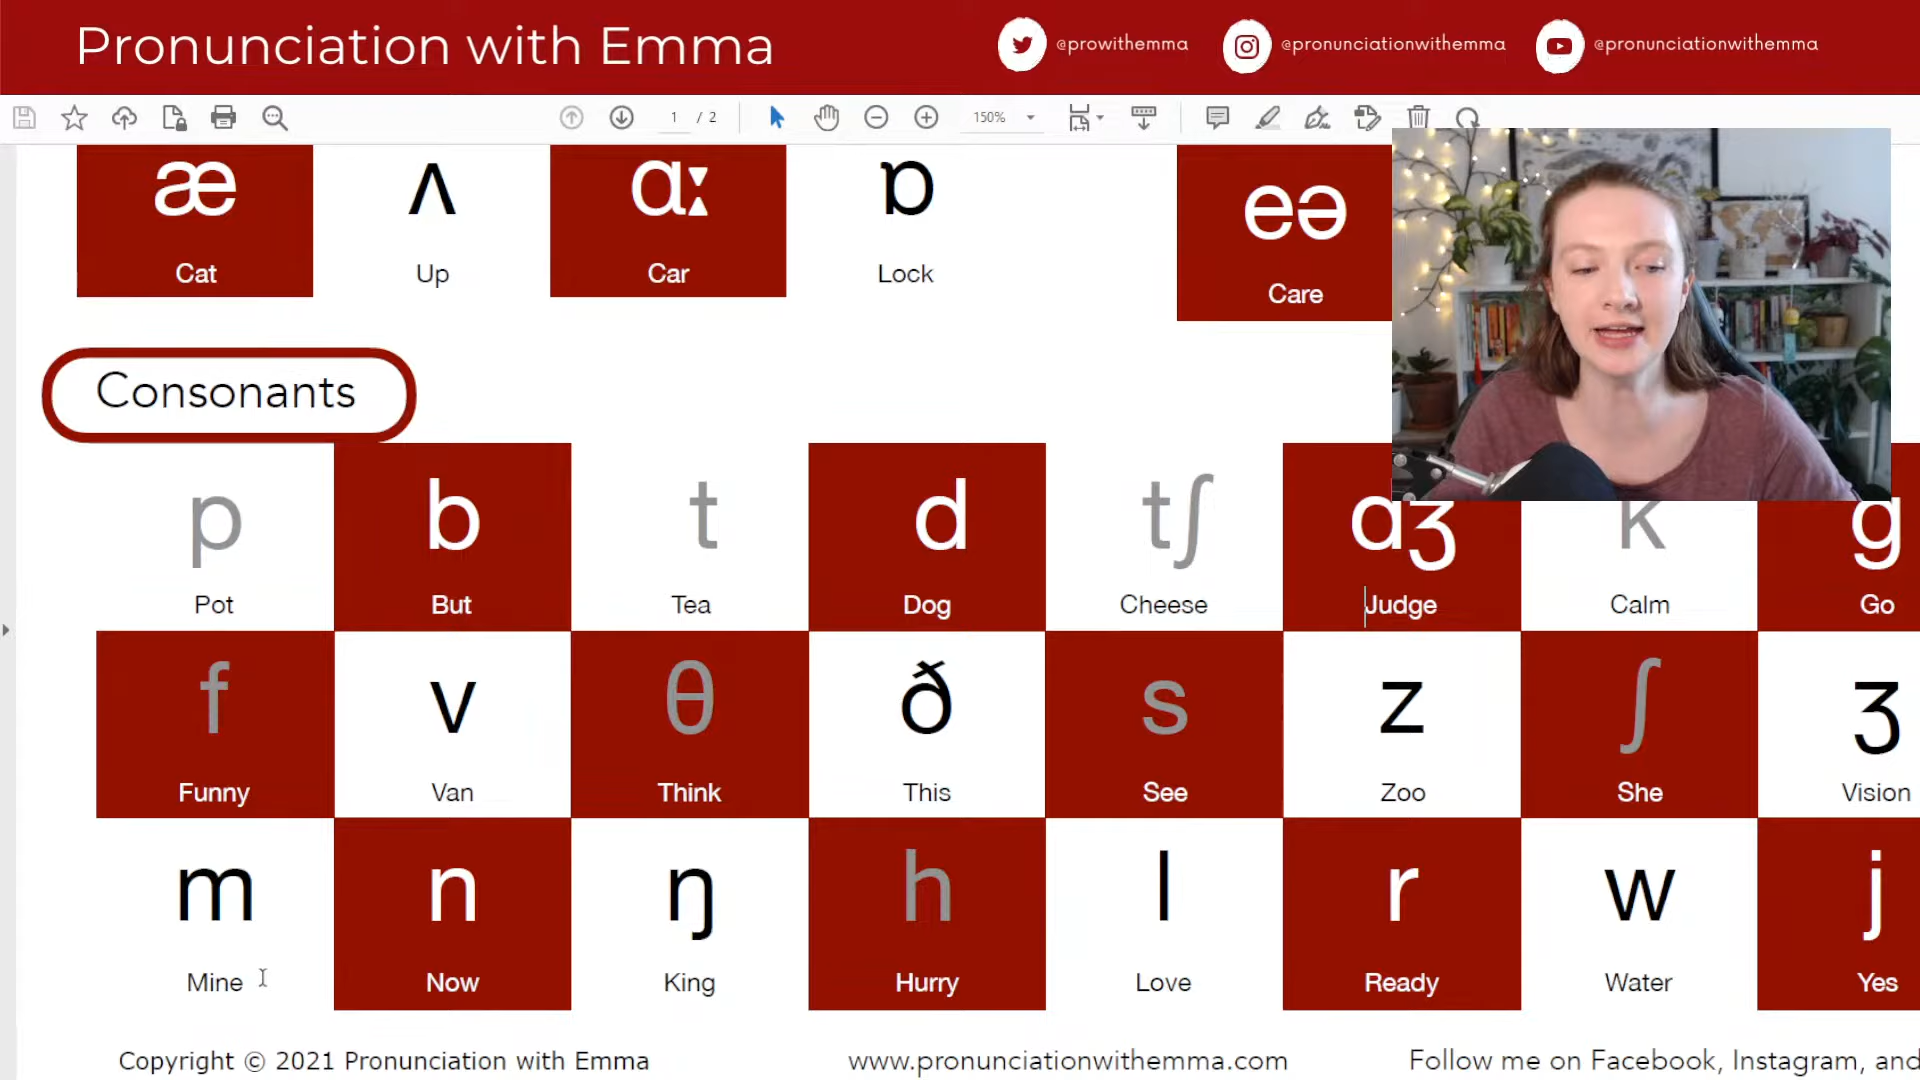 Pronunciation with Emma
@prowithemma @pronunciationwithemma @pronunciationwithemma
1 / 2 150%
æ ʌ ɑː ɒ eə
Cat Up Car Lock Care
Consonants
p b t d tʃ dʒ k g
Pot But Tea Dog Cheese Judge Calm Go
f v θ ð s z ʃ ʒ
Funny Van Think This See Zoo She Vision
m n ŋ h l r w j
Mine Now King Hurry Love Ready Water Yes
Copyright © 2021 Pronunciation with Emma www.pronunciationwithemma.com Follow me on Facebook, Instagram, and